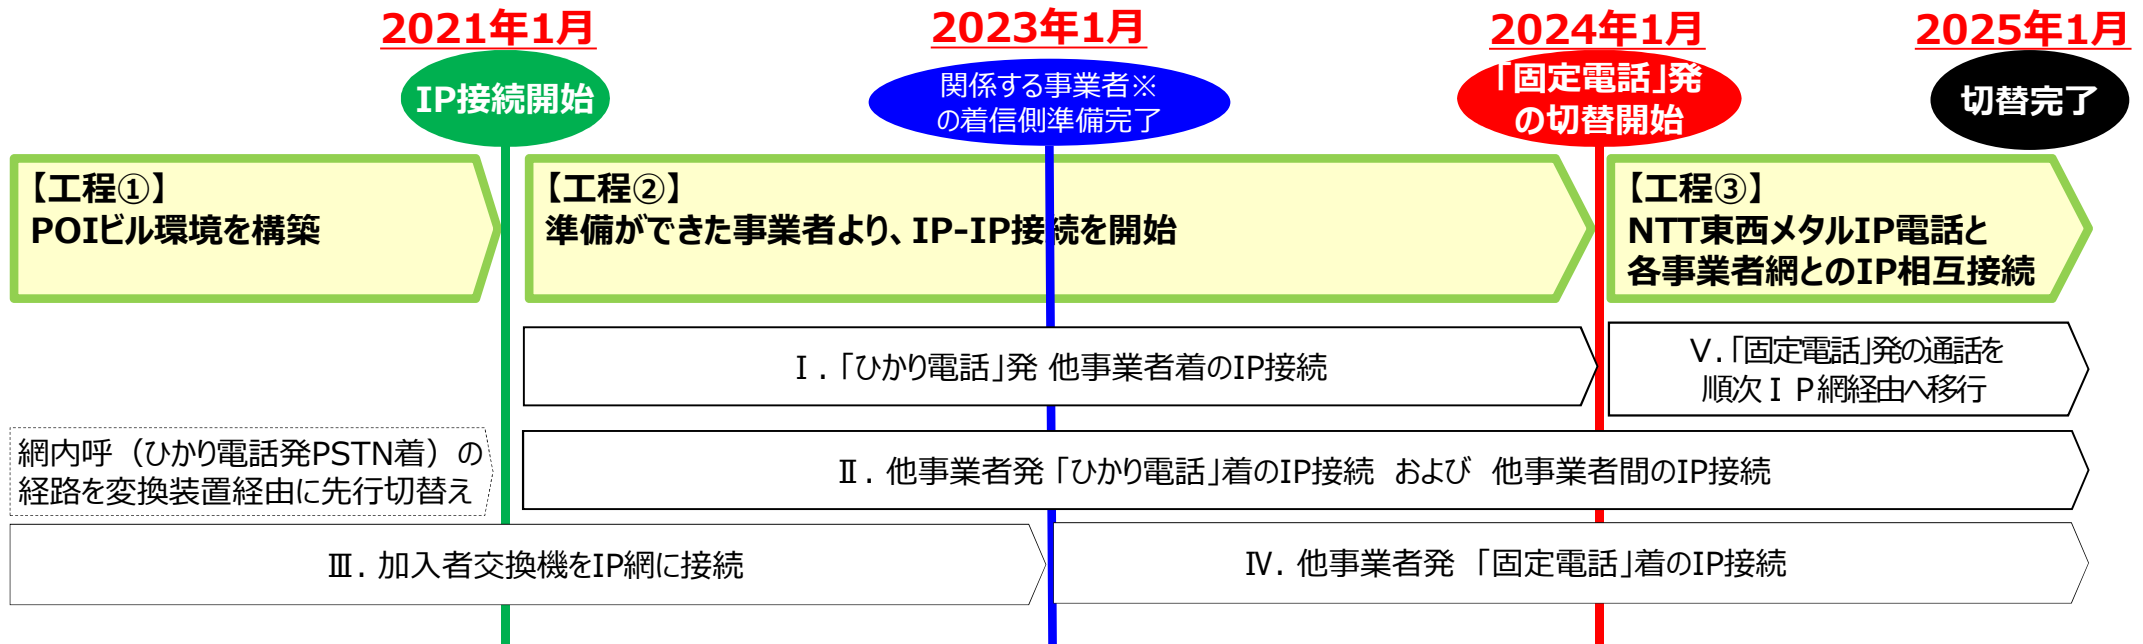 2021年1月
2023年1月
2024年1月
2025年1月
IP接続開始
関係する事業者※
の着信側準備完了
「固定電話」発
の切替開始
切替完了
【工程①】
POIビル環境を構築
【工程②】
準備ができた事業者より、IP-IP接続を開始
【工程③】
NTT東西メタルIP電話と
各事業者網とのIP相互接続
Ⅰ.「ひかり電話」発 他事業者着のIP接続
Ⅴ.「固定電話」発の通話を
順次ＩＰ網経由へ移行
網内呼（ひかり電話発PSTN着）の
経路を変換装置経由に先行切替え
Ⅱ. 他事業者発「ひかり電話」着のIP接続 および 他事業者間のIP接続
Ⅲ. 加入者交換機をIP網に接続
Ⅳ. 他事業者発 「固定電話」着のIP接続